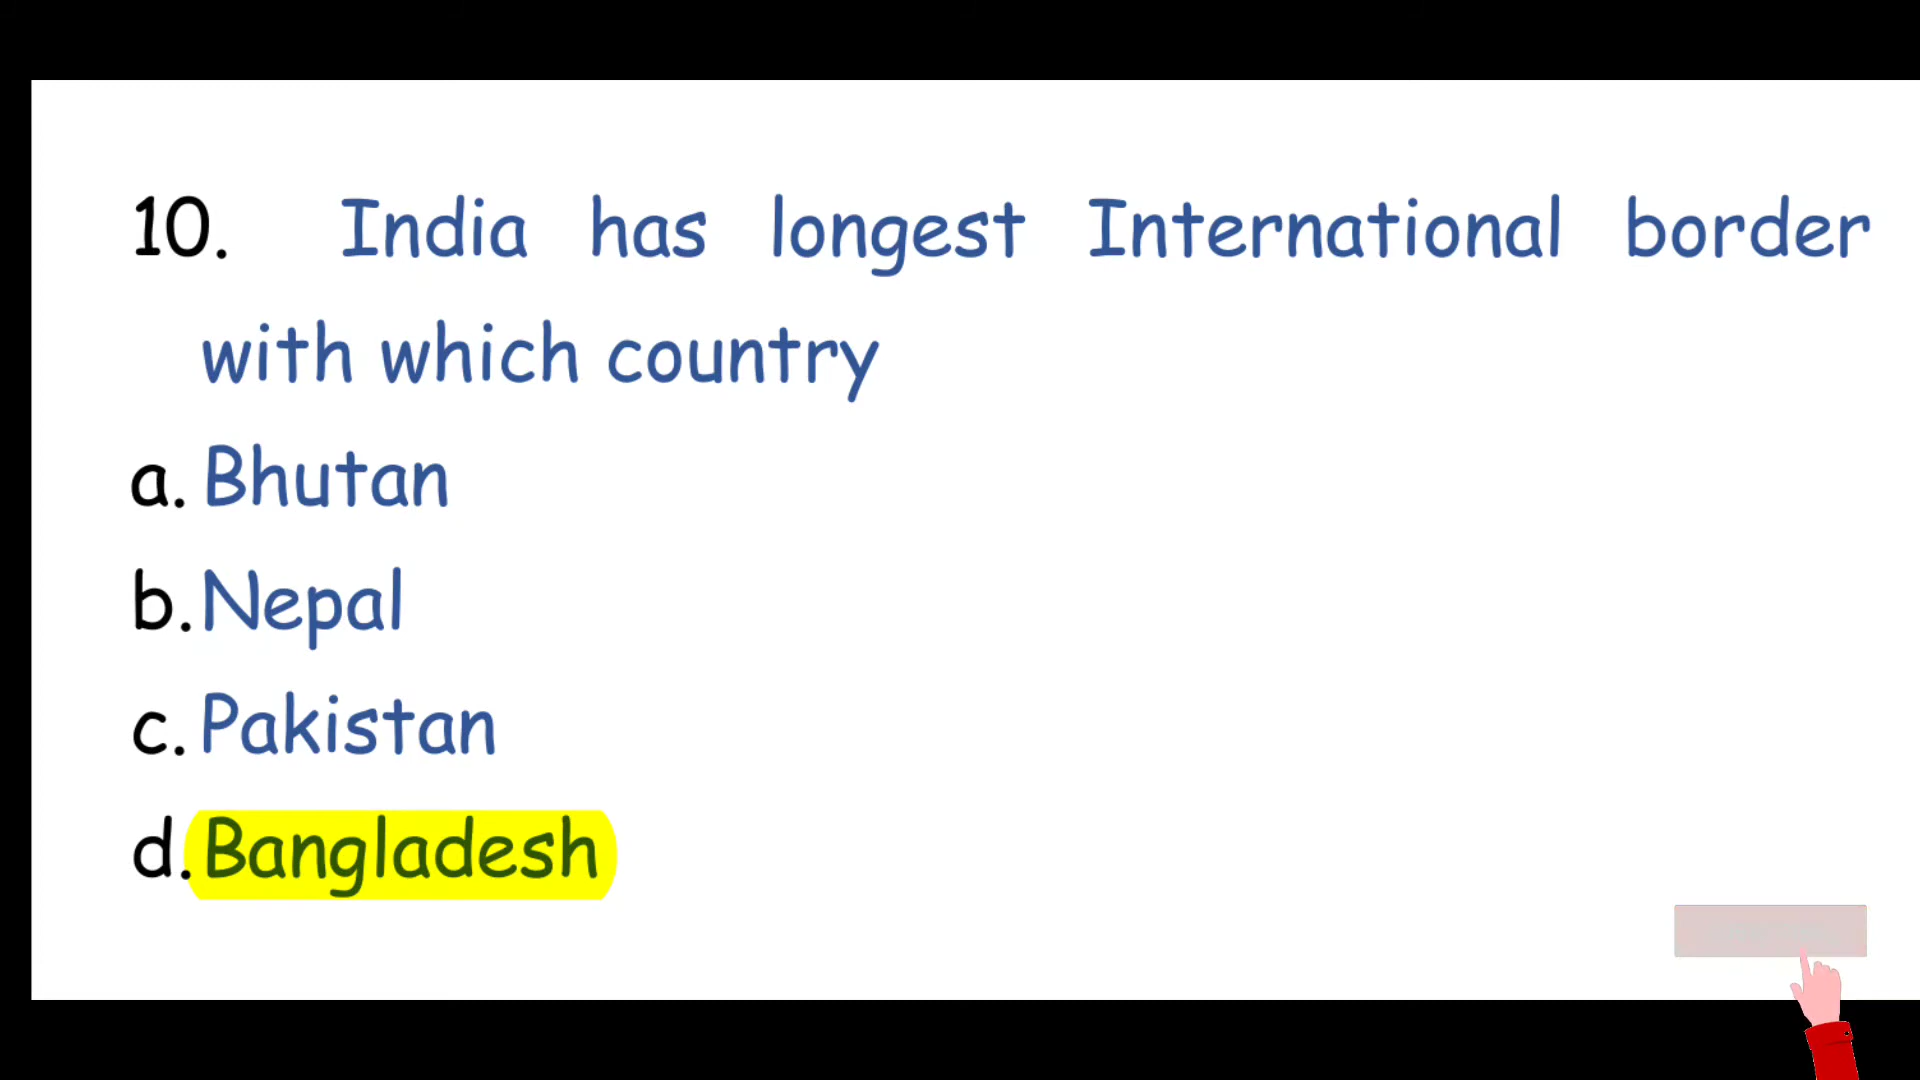 10. India has longest International border
with which country
a. Bhutan
b. Nepal
c. Pakistan
d. Bangladesh